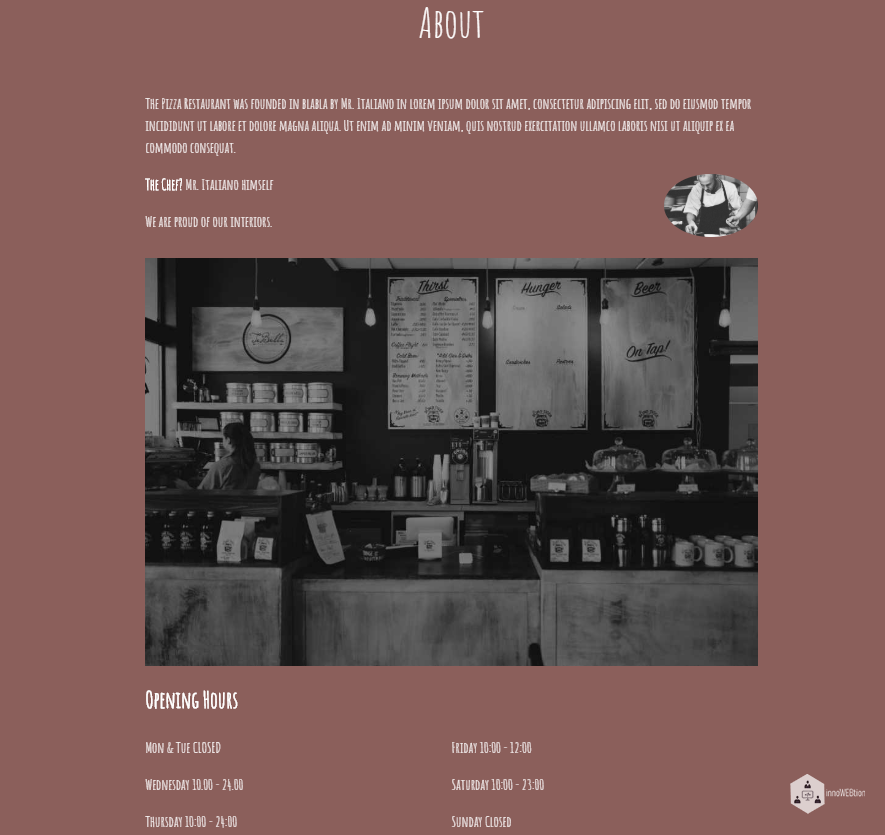 About
The Pizza Restaurant was founded in blabla by Mr. Italiano in lorem ipsum dolor sit amet, consectetur adipiscing elit, sed do eiusmod tempor
incididunt ut labore et dolore magna aliqua. Ut enim ad minim veniam, quis nostrud exercitation ullamco laboris nisi ut aliquip ex ea
commodo consequat.
The Chef? Mr. Italiano himself
We are proud of our interiors.
Thirst
Hunger
Beer
Traditional
Specialties
On Tap!
Opening Hours
Mon & Tue CLOSED
Friday 10:00 - 12:00
Wednesday 10.00 - 24.00
Saturday 10:00 - 23:00
Thursday 10:00 - 24:00
Sunday Closed
innoWEBtion